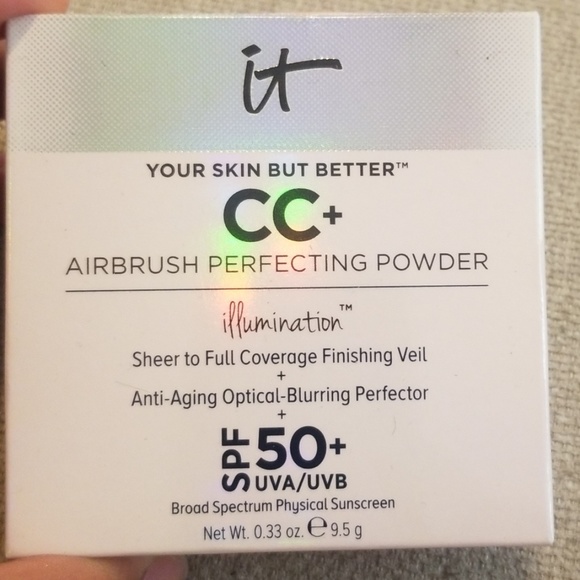 it
YOUR SKIN BUT BETTER™
CC+
AIRBRUSH PERFECTING POWDER
illumination™
Sheer to Full Coverage Finishing Veil
+
Anti-Aging Optical-Blurring Perfector
+
SPF 50+
UVA/UVB
Broad Spectrum Physical Sunscreen
Net Wt. 0.33 oz. ℮ 9.5 g